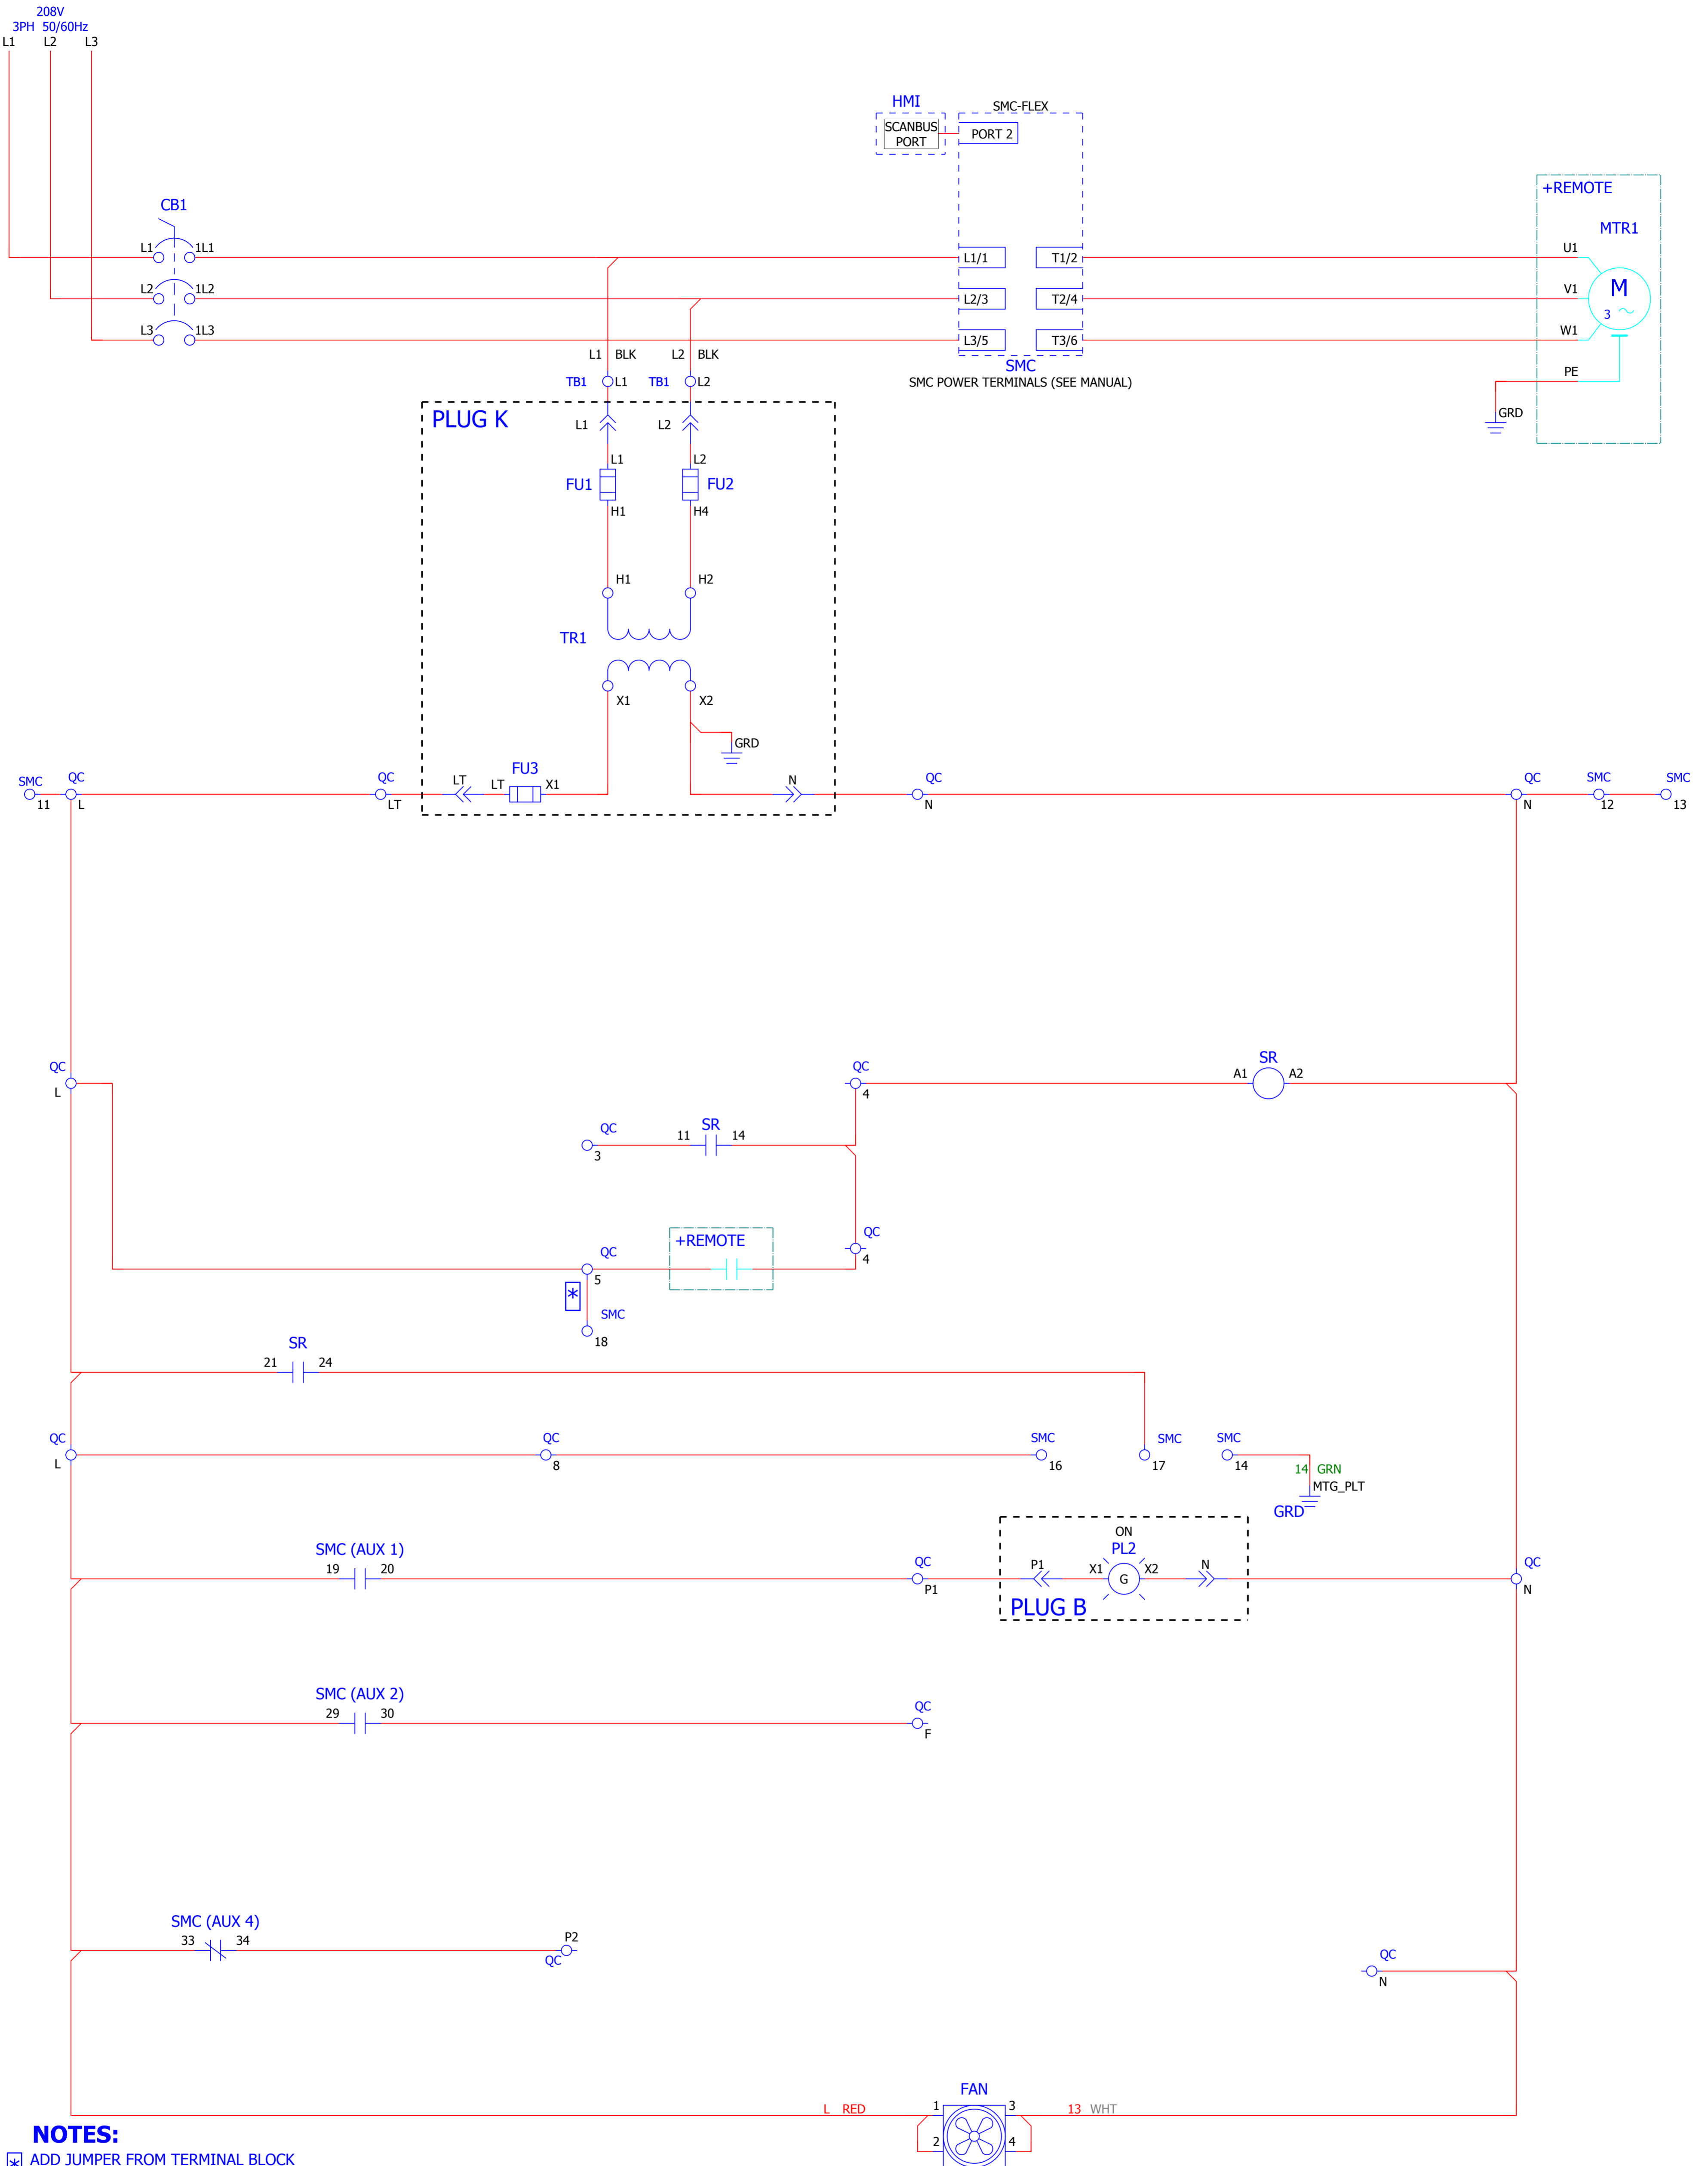 208V
3PH 50/60Hz
L1 L2 L3
HMI
SCANBUS
PORT
SMC-FLEX
PORT 2
+REMOTE
MTR1
CB1
L1 1L1
L1/1 T1/2
U1
L2 1L2
L2/3 T2/4
V1
M
3
L3 1L3
L3/5 T3/6
W1
SMC
SMC POWER TERMINALS (SEE MANUAL)
PE
GRD
L1 BLK L2 BLK
TB1 L1 TB1 L2
PLUG K
L1 L2
L1 L2
FU1 FU2
H1 H4
H1 H2
TR1
X1 X2
GRD
SMC QC QC LT LT FU3 X1 N QC QC SMC SMC
11 L LT N N 12 13
QC QC SR
L 4 A1 A2
QC SR
3 11 14
+REMOTE
QC QC
5 4
*
SMC
18
SR
21 24
QC QC SMC SMC SMC
L 8 16 17 14
14 GRN
MTG_PLT
GRD
SMC (AUX 1)
19 20
QC
P1
ON
PL2
P1 X1 G X2 N
PLUG B
QC
N
SMC (AUX 2)
29 30
QC
F
SMC (AUX 4)
33 34
P2
QC
QC
N
FAN
L RED 1 3 13 WHT
2 4
NOTES:
* ADD JUMPER FROM TERMINAL BLOCK